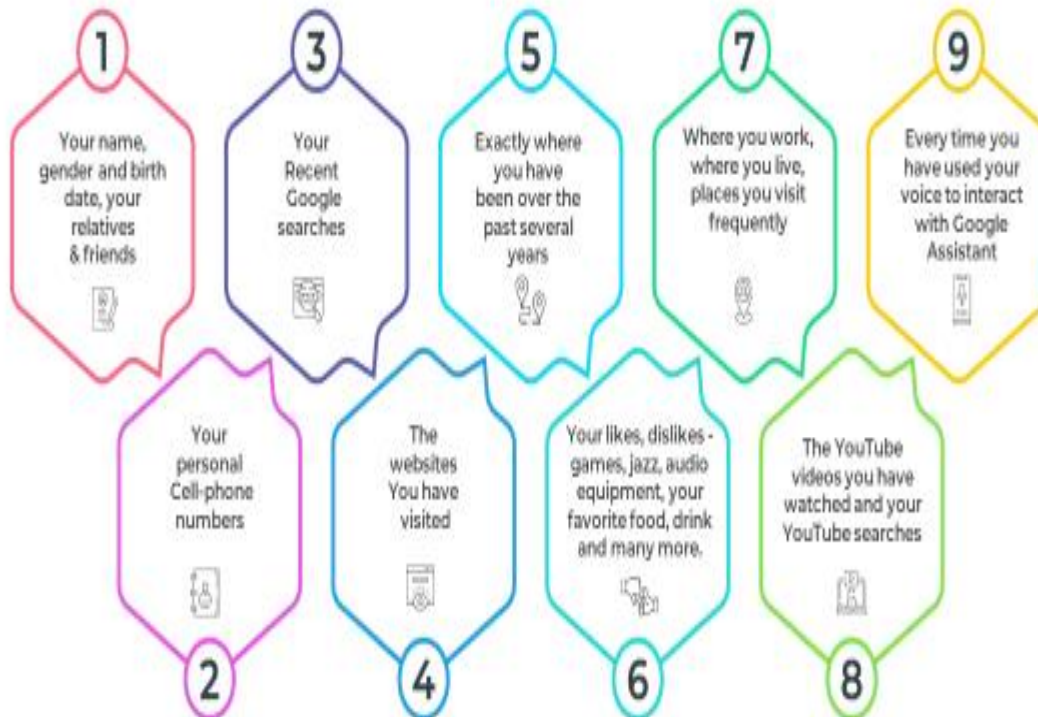 1
Your name,
gender and birth
date, your
relatives
& friends
2
Your
personal
Cell-phone
numbers
3
Your
Recent
Google
searches
4
The
websites
You have
visited
5
Exactly where
you have
been over the
past several
years
6
Your likes, dislikes -
games, jazz, audio
equipment, your
favorite food, drink
and many more.
7
Where you work,
where you live,
places you visit
frequently
8
The YouTube
videos you have
watched and your
YouTube searches
9
Every time you
have used your
voice to interact
with Google
Assistant